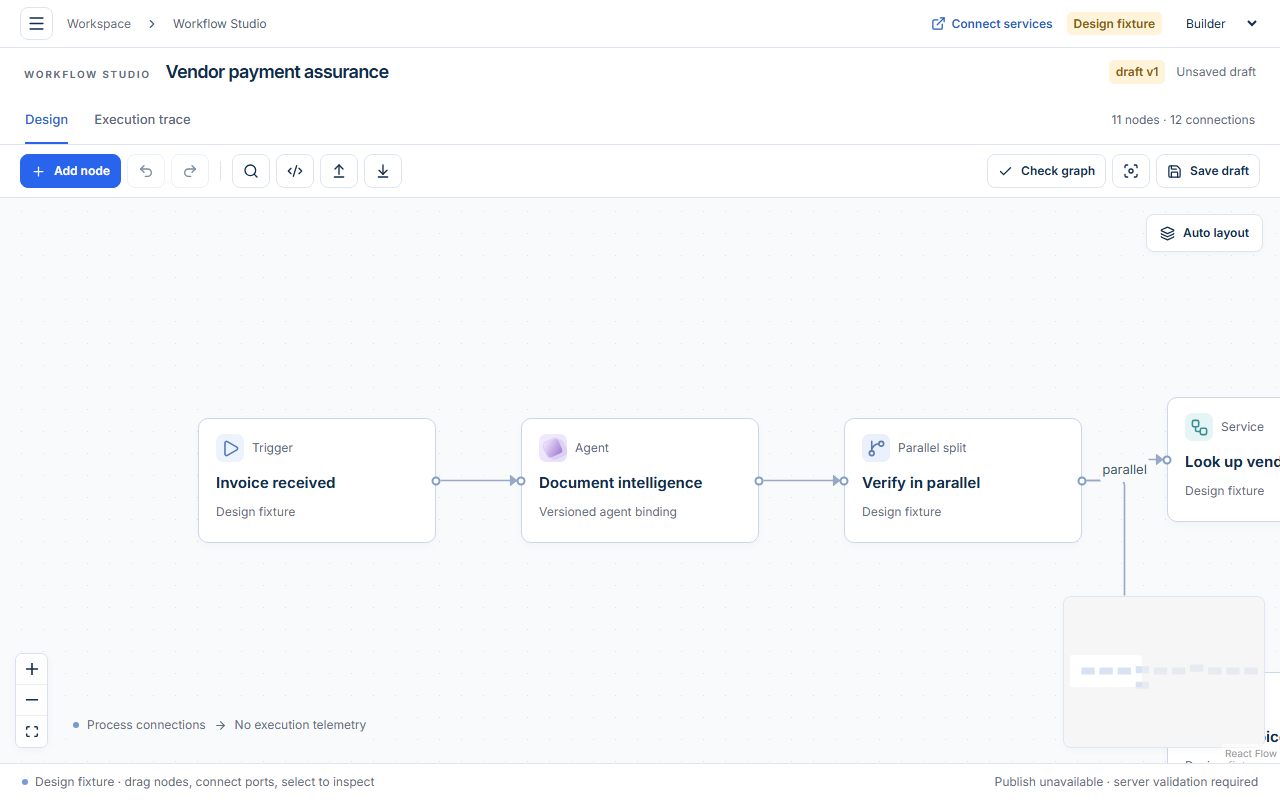 Workspace > Workflow Studio
Connect services
Design fixture
Builder
WORKFLOW STUDIO
Vendor payment assurance
draft v1
Unsaved draft
Design
Execution trace
11 nodes · 12 connections
+ Add node
Check graph
Save draft
Auto layout
Trigger
Invoice received
Design fixture
Agent
Document intelligence
Versioned agent binding
Parallel split
Verify in parallel
Design fixture
parallel
Service
Look up vend
Design fixture
Process connections → No execution telemetry
React Flow
Design fixture · drag nodes, connect ports, select to inspect
Publish unavailable · server validation required